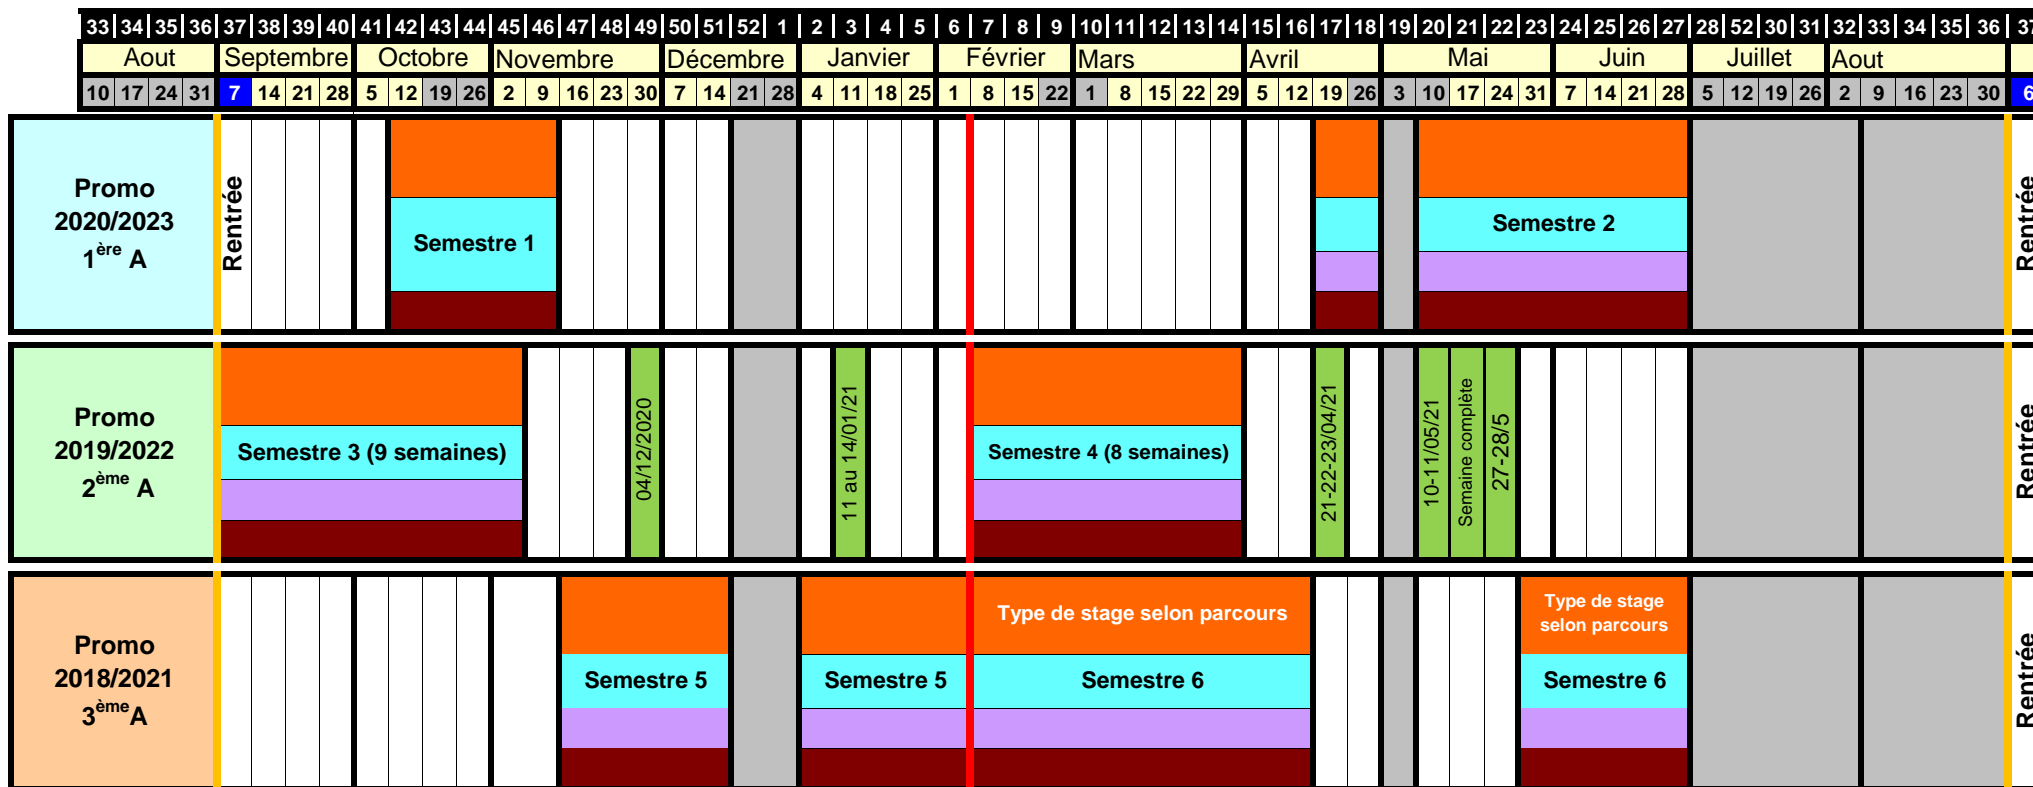 33 34 35 36 37 38 39 40 41 42 43 44 45 46 47 48 49 50 51 52 1 2 3 4 5 6 7 8 9 10 11 12 13 14 15 16 17 18 19 20 21 22 23 24 25 26 27 28 52 30 31 32 33 34 35 36 37
Aout Septembre Octobre Novembre Décembre Janvier Février Mars Avril Mai Juin Juillet Aout
10 17 24 31 7 14 21 28 5 12 19 26 2 9 16 23 30 7 14 21 28 4 11 18 25 1 8 15 22 1 8 15 22 29 5 12 19 26 3 10 17 24 31 7 14 21 28 5 12 19 26 2 9 16 23 30 6
Promo
2020/2023
1ère A
Rentrée
Semestre 1
Semestre 2
Rentrée
Promo
2019/2022
2ème A
Semestre 3 (9 semaines)
04/12/2020
11 au 14/01/21
Semestre 4 (8 semaines)
21-22-23/04/21
10-11/05/21
Semaine complète
27-28/5
Rentrée
Promo
2018/2021
3ème A
Semestre 5
Semestre 5
Type de stage selon parcours
Semestre 6
Type de stage
selon parcours
Semestre 6
Rentrée